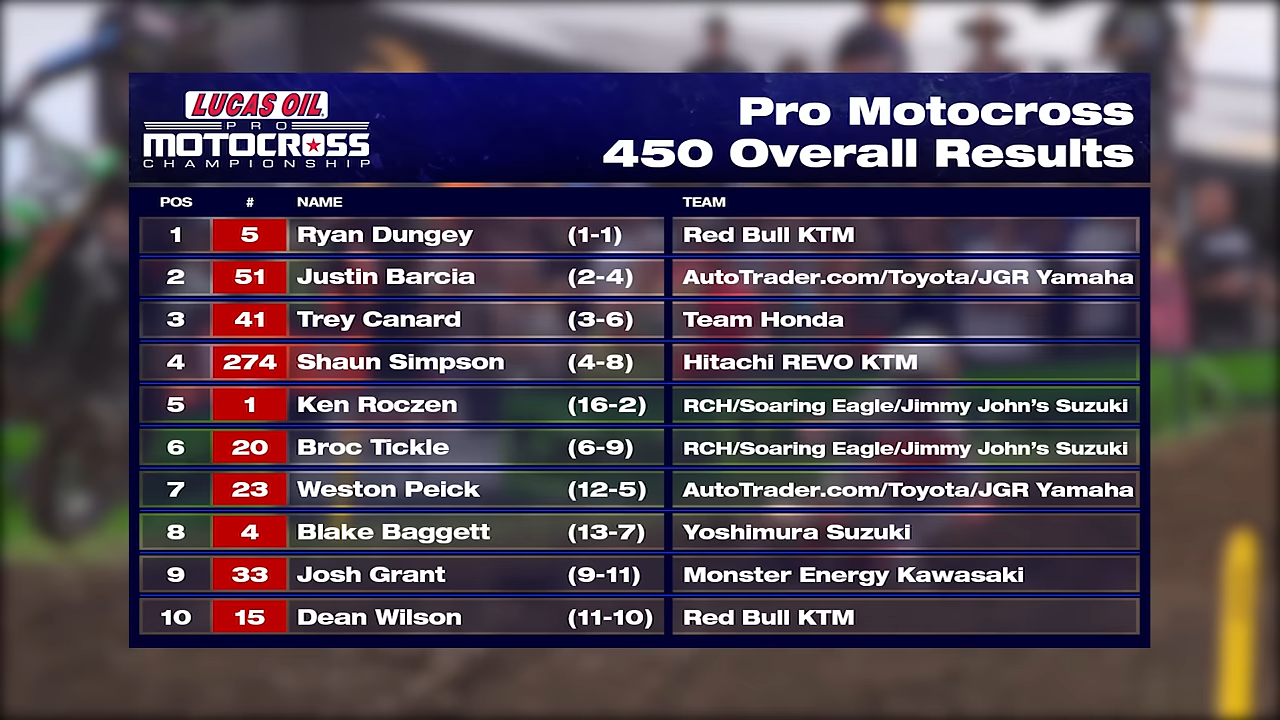 LUCAS OIL
PRO
MOTOCROSS
CHAMPIONSHIP
Pro Motocross
450 Overall Results
POS # NAME TEAM
1 5 Ryan Dungey (1-1) Red Bull KTM
2 51 Justin Barcia (2-4) AutoTrader.com/Toyota/JGR Yamaha
3 41 Trey Canard (3-6) Team Honda
4 274 Shaun Simpson (4-8) Hitachi REVO KTM
5 1 Ken Roczen (16-2) RCH/Soaring Eagle/Jimmy John's Suzuki
6 20 Broc Tickle (6-9) RCH/Soaring Eagle/Jimmy John's Suzuki
7 23 Weston Peick (12-5) AutoTrader.com/Toyota/JGR Yamaha
8 4 Blake Baggett (13-7) Yoshimura Suzuki
9 33 Josh Grant (9-11) Monster Energy Kawasaki
10 15 Dean Wilson (11-10) Red Bull KTM